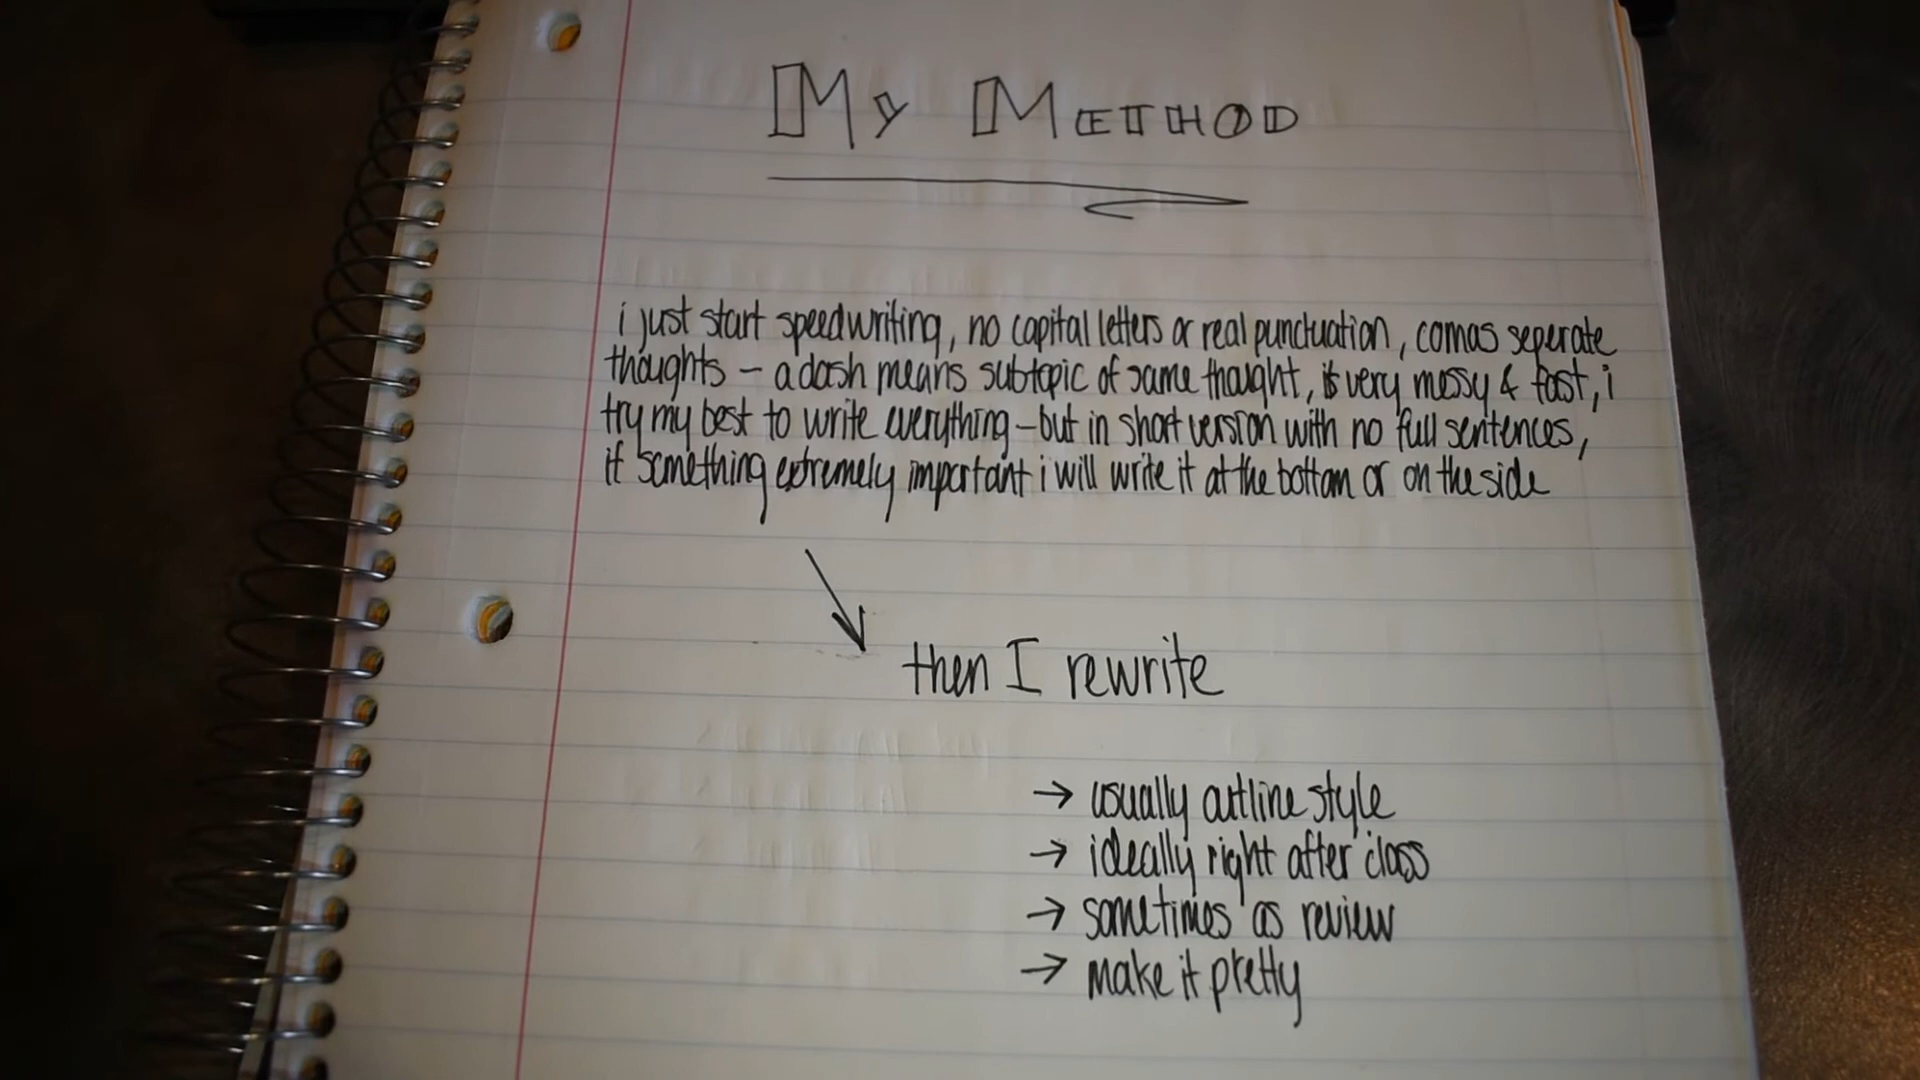 My Method
i just start speedwriting, no capital letters or real punctuation, comas seperate
thoughts - a dash means subtopic of same thought, is very messy & fast, i
try my best to write everything - but in short version with no full sentences,
if something extremely important i will write it at the bottom or on the side
then I rewrite
→ usually outline style
→ ideally right after class
→ sometimes as review
→ make it pretty